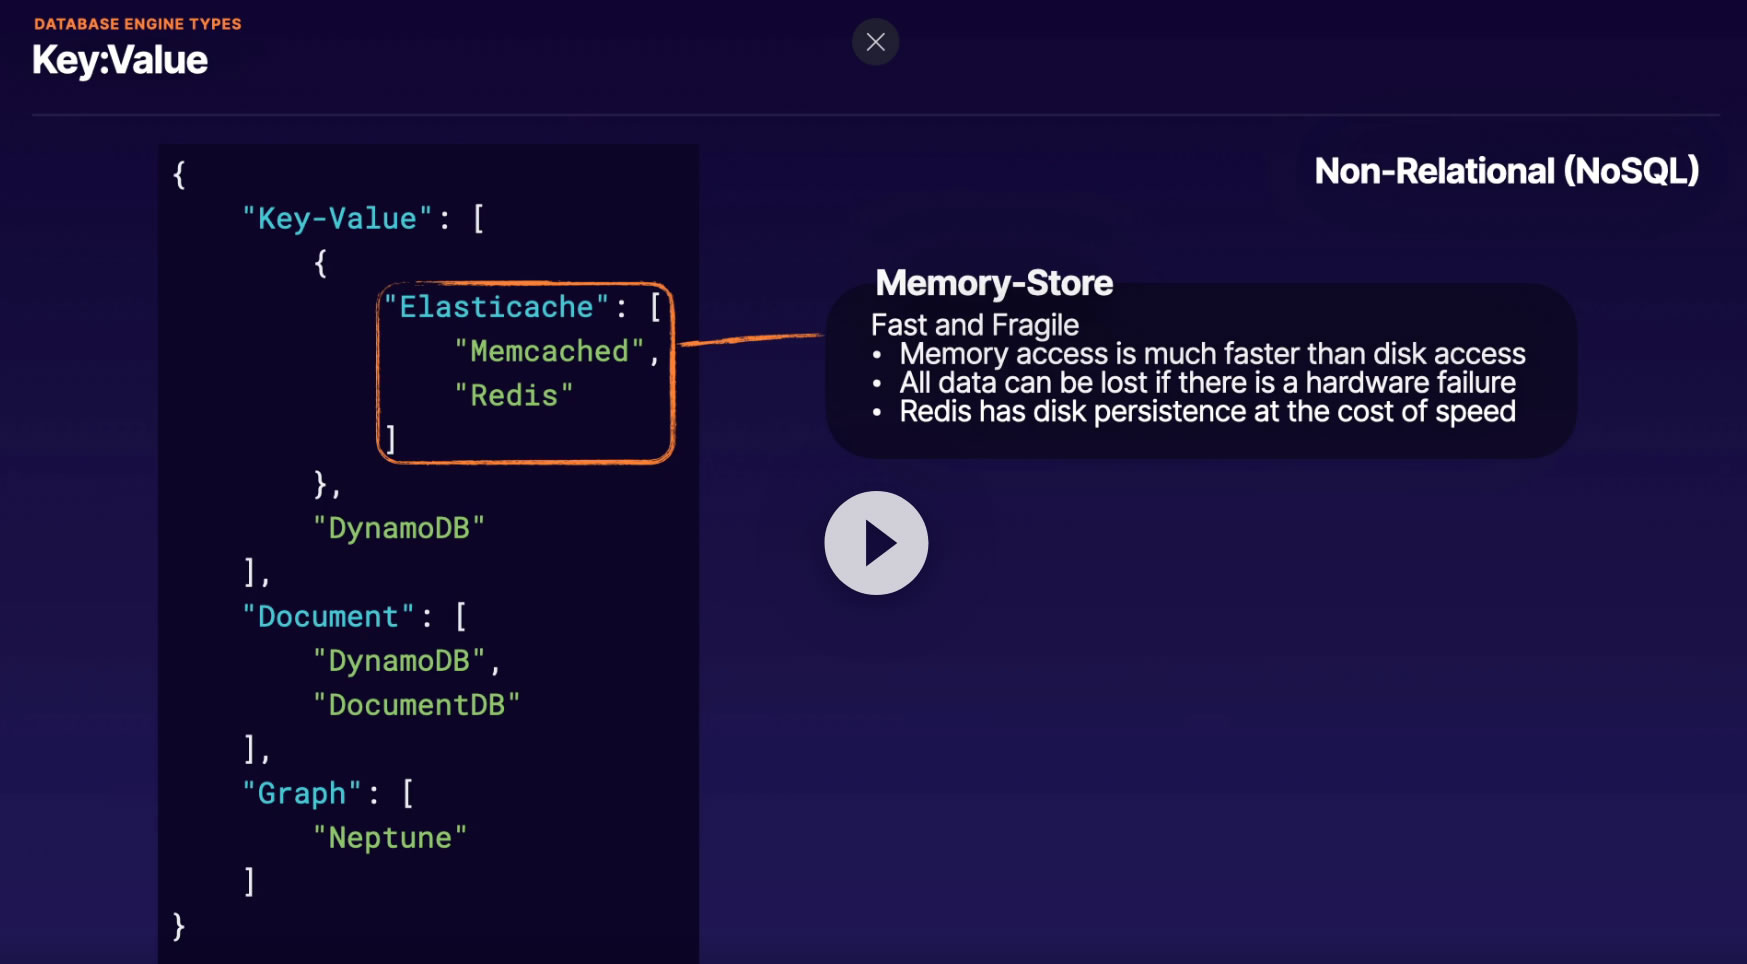 DATABASE ENGINE TYPES
Key:Value
Non-Relational (NoSQL)
{
"Key-Value": [
{
"Elasticache": [
"Memcached",
"Redis"
]
},
"DynamoDB"
],
"Document": [
"DynamoDB",
"DocumentDB"
],
"Graph": [
"Neptune"
]
}
Memory-Store
Fast and Fragile
• Memory access is much faster than disk access
• All data can be lost if there is a hardware failure
• Redis has disk persistence at the cost of speed